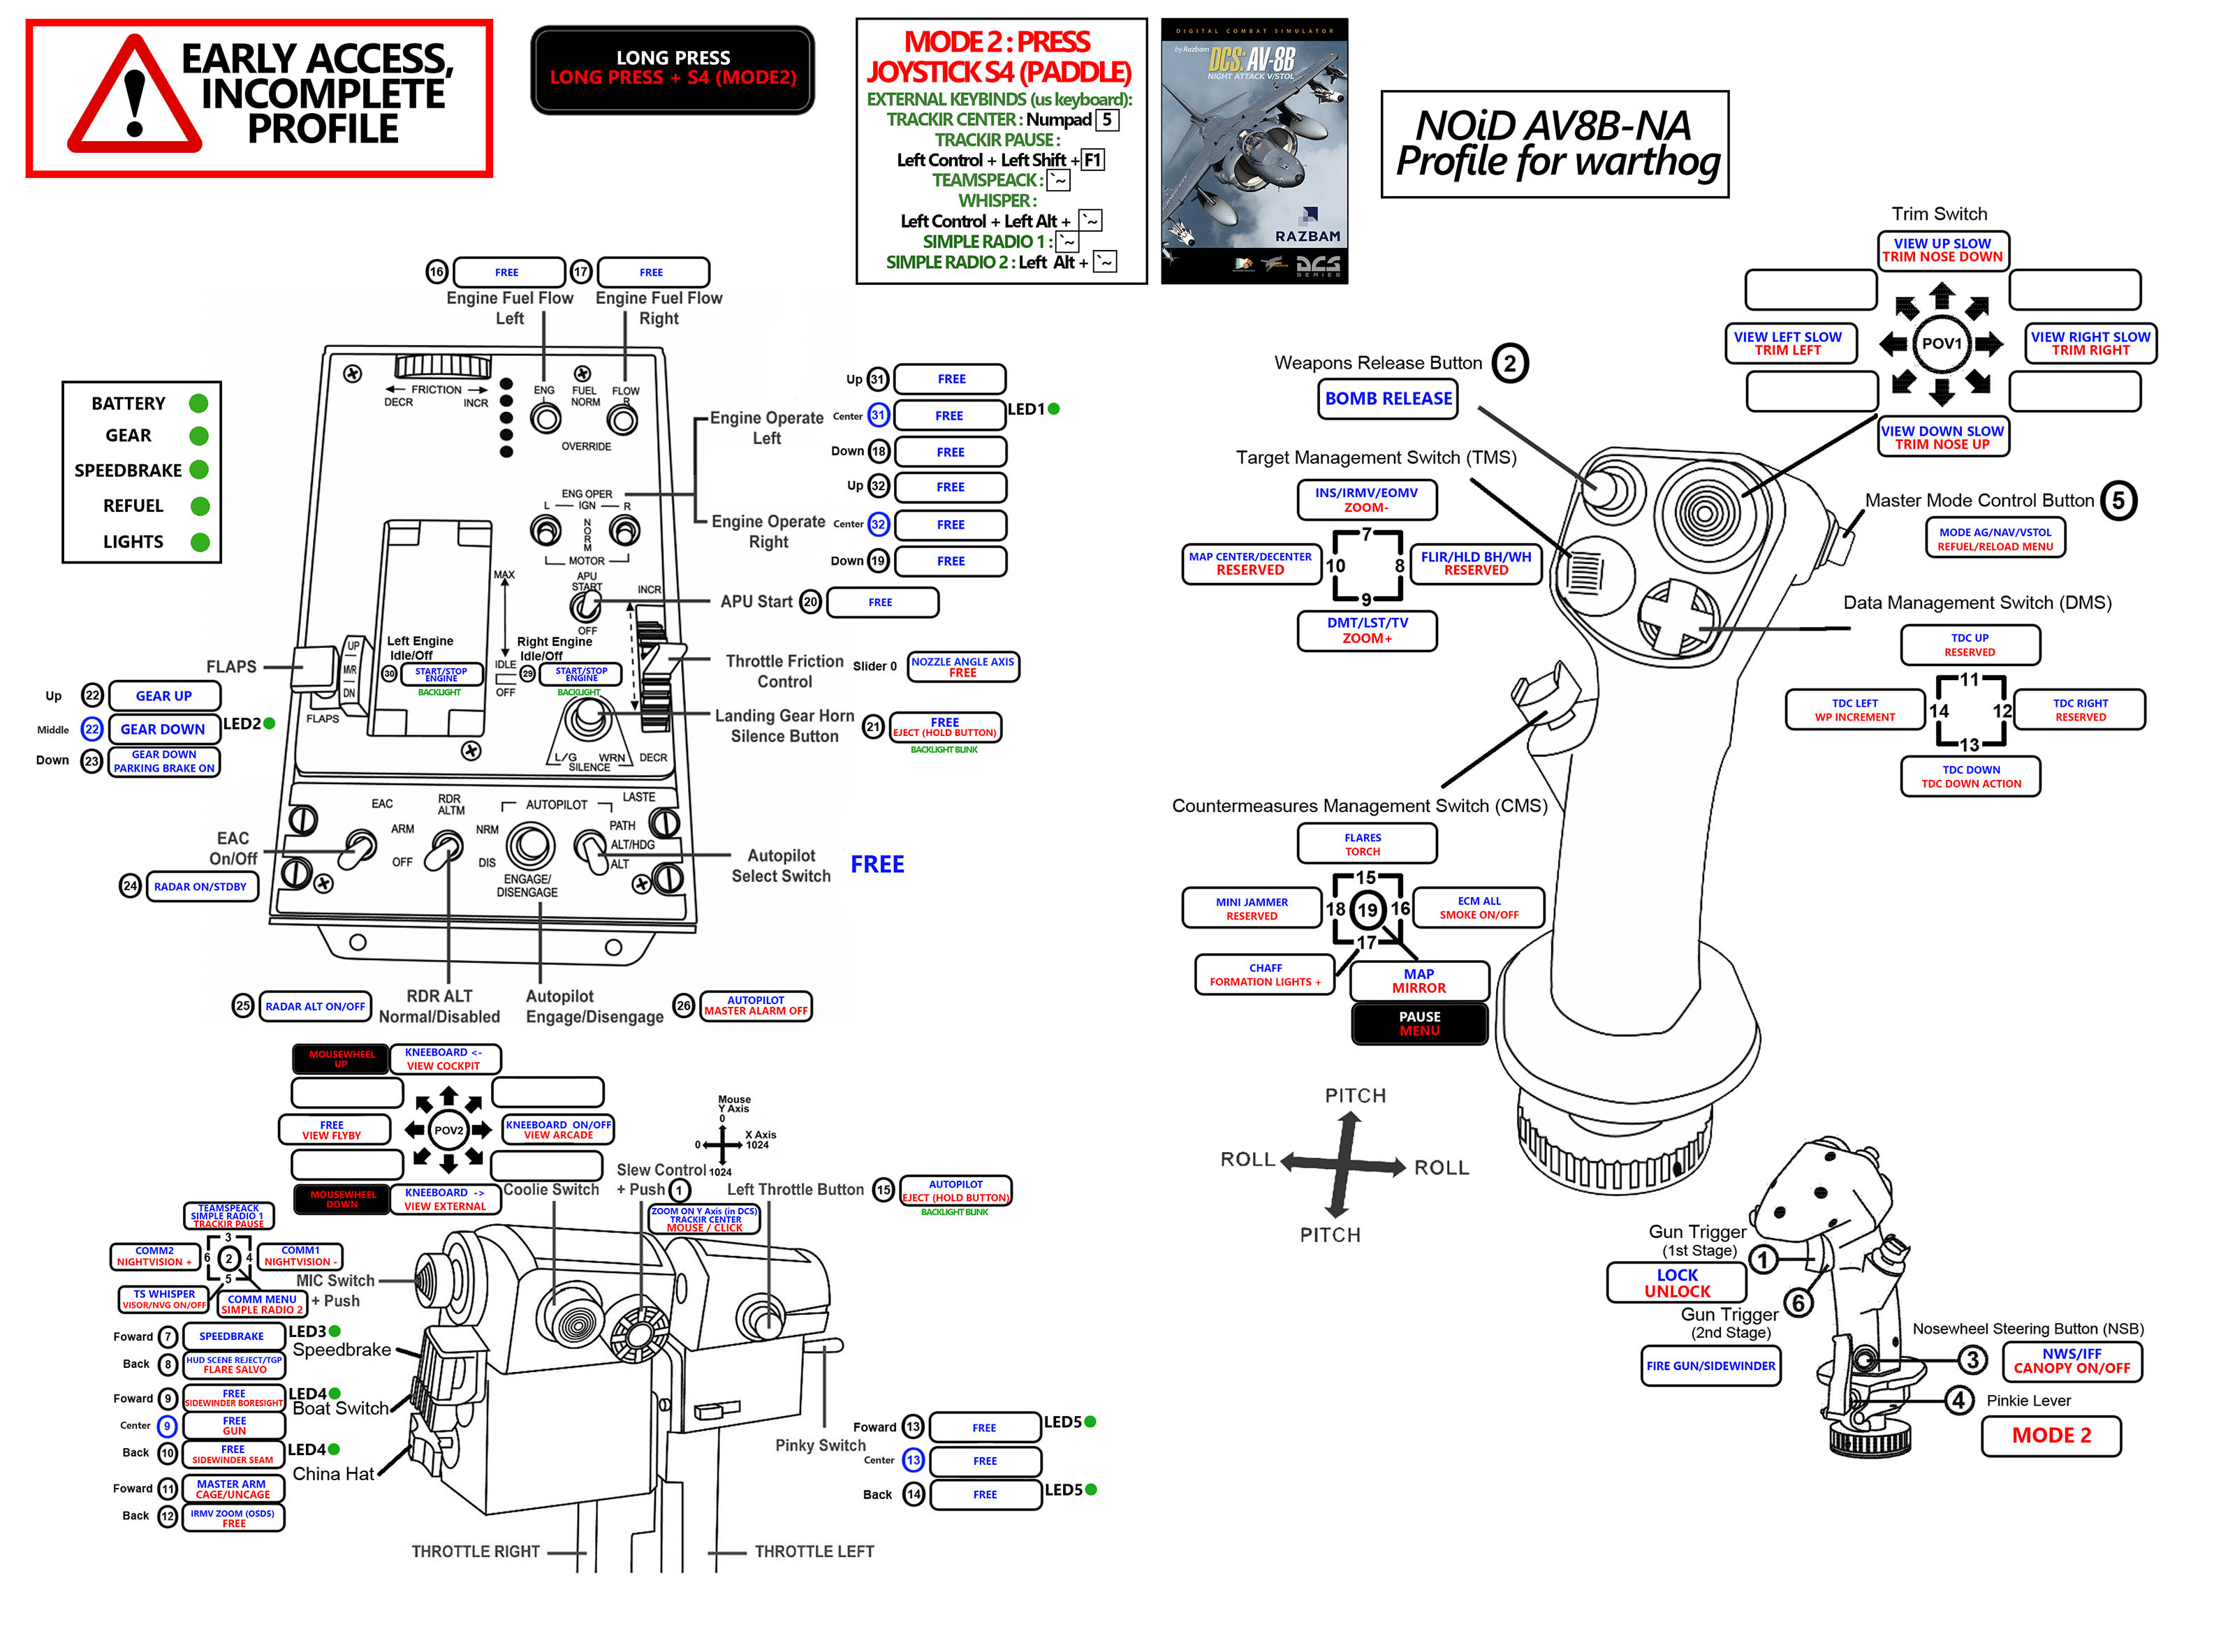 EARLY ACCESS,
INCOMPLETE
PROFILE
LONG PRESS
LONG PRESS + S4 (MODE2)
MODE 2 : PRESS
JOYSTICK S4 (PADDLE)
EXTERNAL KEYBINDS (us keyboard):
TRACKIR CENTER : Numpad 5
TRACKIR PAUSE :
Left Control + Left Shift + F1
TEAMSPEACK : `~
WHISPER :
Left Control + Left Alt + `~
SIMPLE RADIO 1 : `~
SIMPLE RADIO 2 : Left Alt + `~
DIGITAL COMBAT SIMULATOR
by Razbam
DCS: AV-8B
NIGHT ATTACK V/STOL
RAZBAM
DCS
SERIES
NOiD AV8B-NA
Profile for warthog
16 FREE
17 FREE
Engine Fuel Flow
Left
Engine Fuel Flow
Right
BATTERY
GEAR
SPEEDBRAKE
REFUEL
LIGHTS
FRICTION
DECR
INCR
ENG
L
FUEL
NORM
FLOW
R
OVERRIDE
ENG OPER
L IGN R
NORM
MOTOR
APU
START
OFF
MAX
IDLE
OFF
INCR
DECR
Left Engine
Idle/Off
30 START/STOP
ENGINE
BACKLIGHT
Right Engine
Idle/Off
29 START/STOP
ENGINE
BACKLIGHT
UP
MVR
DN
FLAPS
L/G WRN
SILENCE
Engine Operate
Left
Up 31 FREE
Center 31 FREE LED1
Down 18 FREE
Engine Operate
Right
Up 32 FREE
Center 32 FREE
Down 19 FREE
APU Start 20 FREE
Throttle Friction
Control
Slider 0
NOZZLE ANGLE AXIS
FREE
Landing Gear Horn
Silence Button
21 FREE
EJECT (HOLD BUTTON)
BACKLIGHT BLINK
FLAPS
Up 22 GEAR UP
Middle 22 GEAR DOWN LED2
Down 23 GEAR DOWN
PARKING BRAKE ON
EAC
ARM
OFF
RDR
ALTM
NRM
DIS
AUTOPILOT
ENGAGE/
DISENGAGE
LASTE
PATH
ALT/HDG
ALT
EAC
On/Off
24 RADAR ON/STDBY
Autopilot
Select Switch
FREE
25 RADAR ALT ON/OFF
RDR ALT
Normal/Disabled
Autopilot
Engage/Disengage
26 AUTOPILOT
MASTER ALARM OFF
MOUSEWHEEL
UP
KNEEBOARD <-
VIEW COCKPIT
FREE
VIEW FLYBY
POV2
KNEEBOARD ON/OFF
VIEW ARCADE
MOUSEWHEEL
DOWN
KNEEBOARD ->
VIEW EXTERNAL
Coolie Switch
Mouse
Y Axis
0
0
X Axis
1024
1024
Slew Control
+ Push 1
ZOOM ON Y Axis (in DCS)
TRACKIR CENTER
MOUSE / CLICK
Left Throttle Button 15
AUTOPILOT
EJECT (HOLD BUTTON)
BACKLIGHT BLINK
TEAMSPEACK
SIMPLE RADIO 1
TRACKIR PAUSE
3
COMM2
NIGHTVISION +
6 2 4
COMM1
NIGHTVISION -
5
TS WHISPER
VISOR/NVG ON/OFF
COMM MENU
SIMPLE RADIO 2
MIC Switch
+ Push
Foward 7 SPEEDBRAKE LED3
Speedbrake
Back 8 HUD SCENE REJECT/TGP
FLARE SALVO
Foward 9 FREE
SIDEWINDER BORESIGHT
LED4
Boat Switch
Center 9 FREE
GUN
Back 10 FREE
SIDEWINDER SEAM
LED4
China Hat
Foward 11 MASTER ARM
CAGE/UNCAGE
Back 12 IRMV ZOOM (OSD5)
FREE
Pinky Switch
Foward 13 FREE LED5
Center 13 FREE
Back 14 FREE LED5
THROTTLE RIGHT
THROTTLE LEFT
Trim Switch
VIEW UP SLOW
TRIM NOSE DOWN
VIEW LEFT SLOW
TRIM LEFT
POV1
VIEW RIGHT SLOW
TRIM RIGHT
VIEW DOWN SLOW
TRIM NOSE UP
Weapons Release Button 2
BOMB RELEASE
Target Management Switch (TMS)
INS/IRMV/EOMV
ZOOM-
7
MAP CENTER/DECENTER
RESERVED
10 8
FLIR/HLD BH/WH
RESERVED
9
DMT/LST/TV
ZOOM+
Master Mode Control Button 5
MODE AG/NAV/VSTOL
REFUEL/RELOAD MENU
Data Management Switch (DMS)
TDC UP
RESERVED
11
TDC LEFT
WP INCREMENT
14 12
TDC RIGHT
RESERVED
13
TDC DOWN
TDC DOWN ACTION
Countermeasures Management Switch (CMS)
FLARES
TORCH
15
MINI JAMMER
RESERVED
18 19 16
ECM ALL
SMOKE ON/OFF
17
CHAFF
FORMATION LIGHTS +
MAP
MIRROR
PAUSE
MENU
PITCH
ROLL
ROLL
PITCH
Gun Trigger
(1st Stage)
1
LOCK
UNLOCK
Gun Trigger
(2nd Stage)
6
FIRE GUN/SIDEWINDER
Nosewheel Steering Button (NSB)
3
NWS/IFF
CANOPY ON/OFF
4 Pinkie Lever
MODE 2